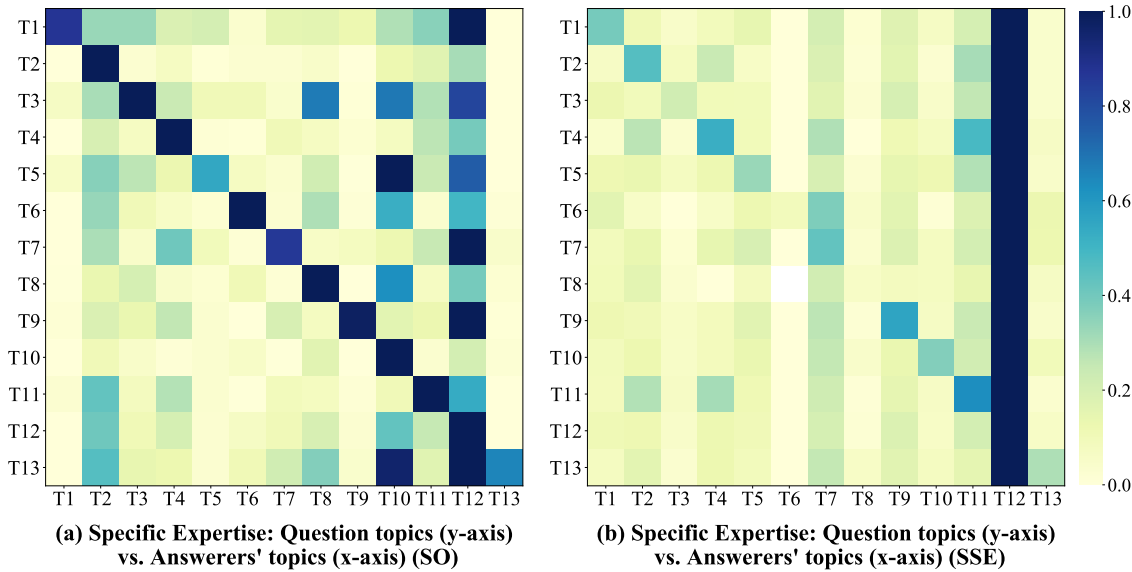 T1
T2
T3
T4
T5
T6
T7
T8
T9
T10
T11
T12
T13
T1 T2 T3 T4 T5 T6 T7 T8 T9 T10 T11 T12 T13
(a) Specific Expertise: Question topics (y-axis)
vs. Answerers' topics (x-axis) (SO)
T1
T2
T3
T4
T5
T6
T7
T8
T9
T10
T11
T12
T13
T1 T2 T3 T4 T5 T6 T7 T8 T9 T10 T11 T12 T13
(b) Specific Expertise: Question topics (y-axis)
vs. Answerers' topics (x-axis) (SSE)
1.0
0.8
0.6
0.4
0.2
0.0